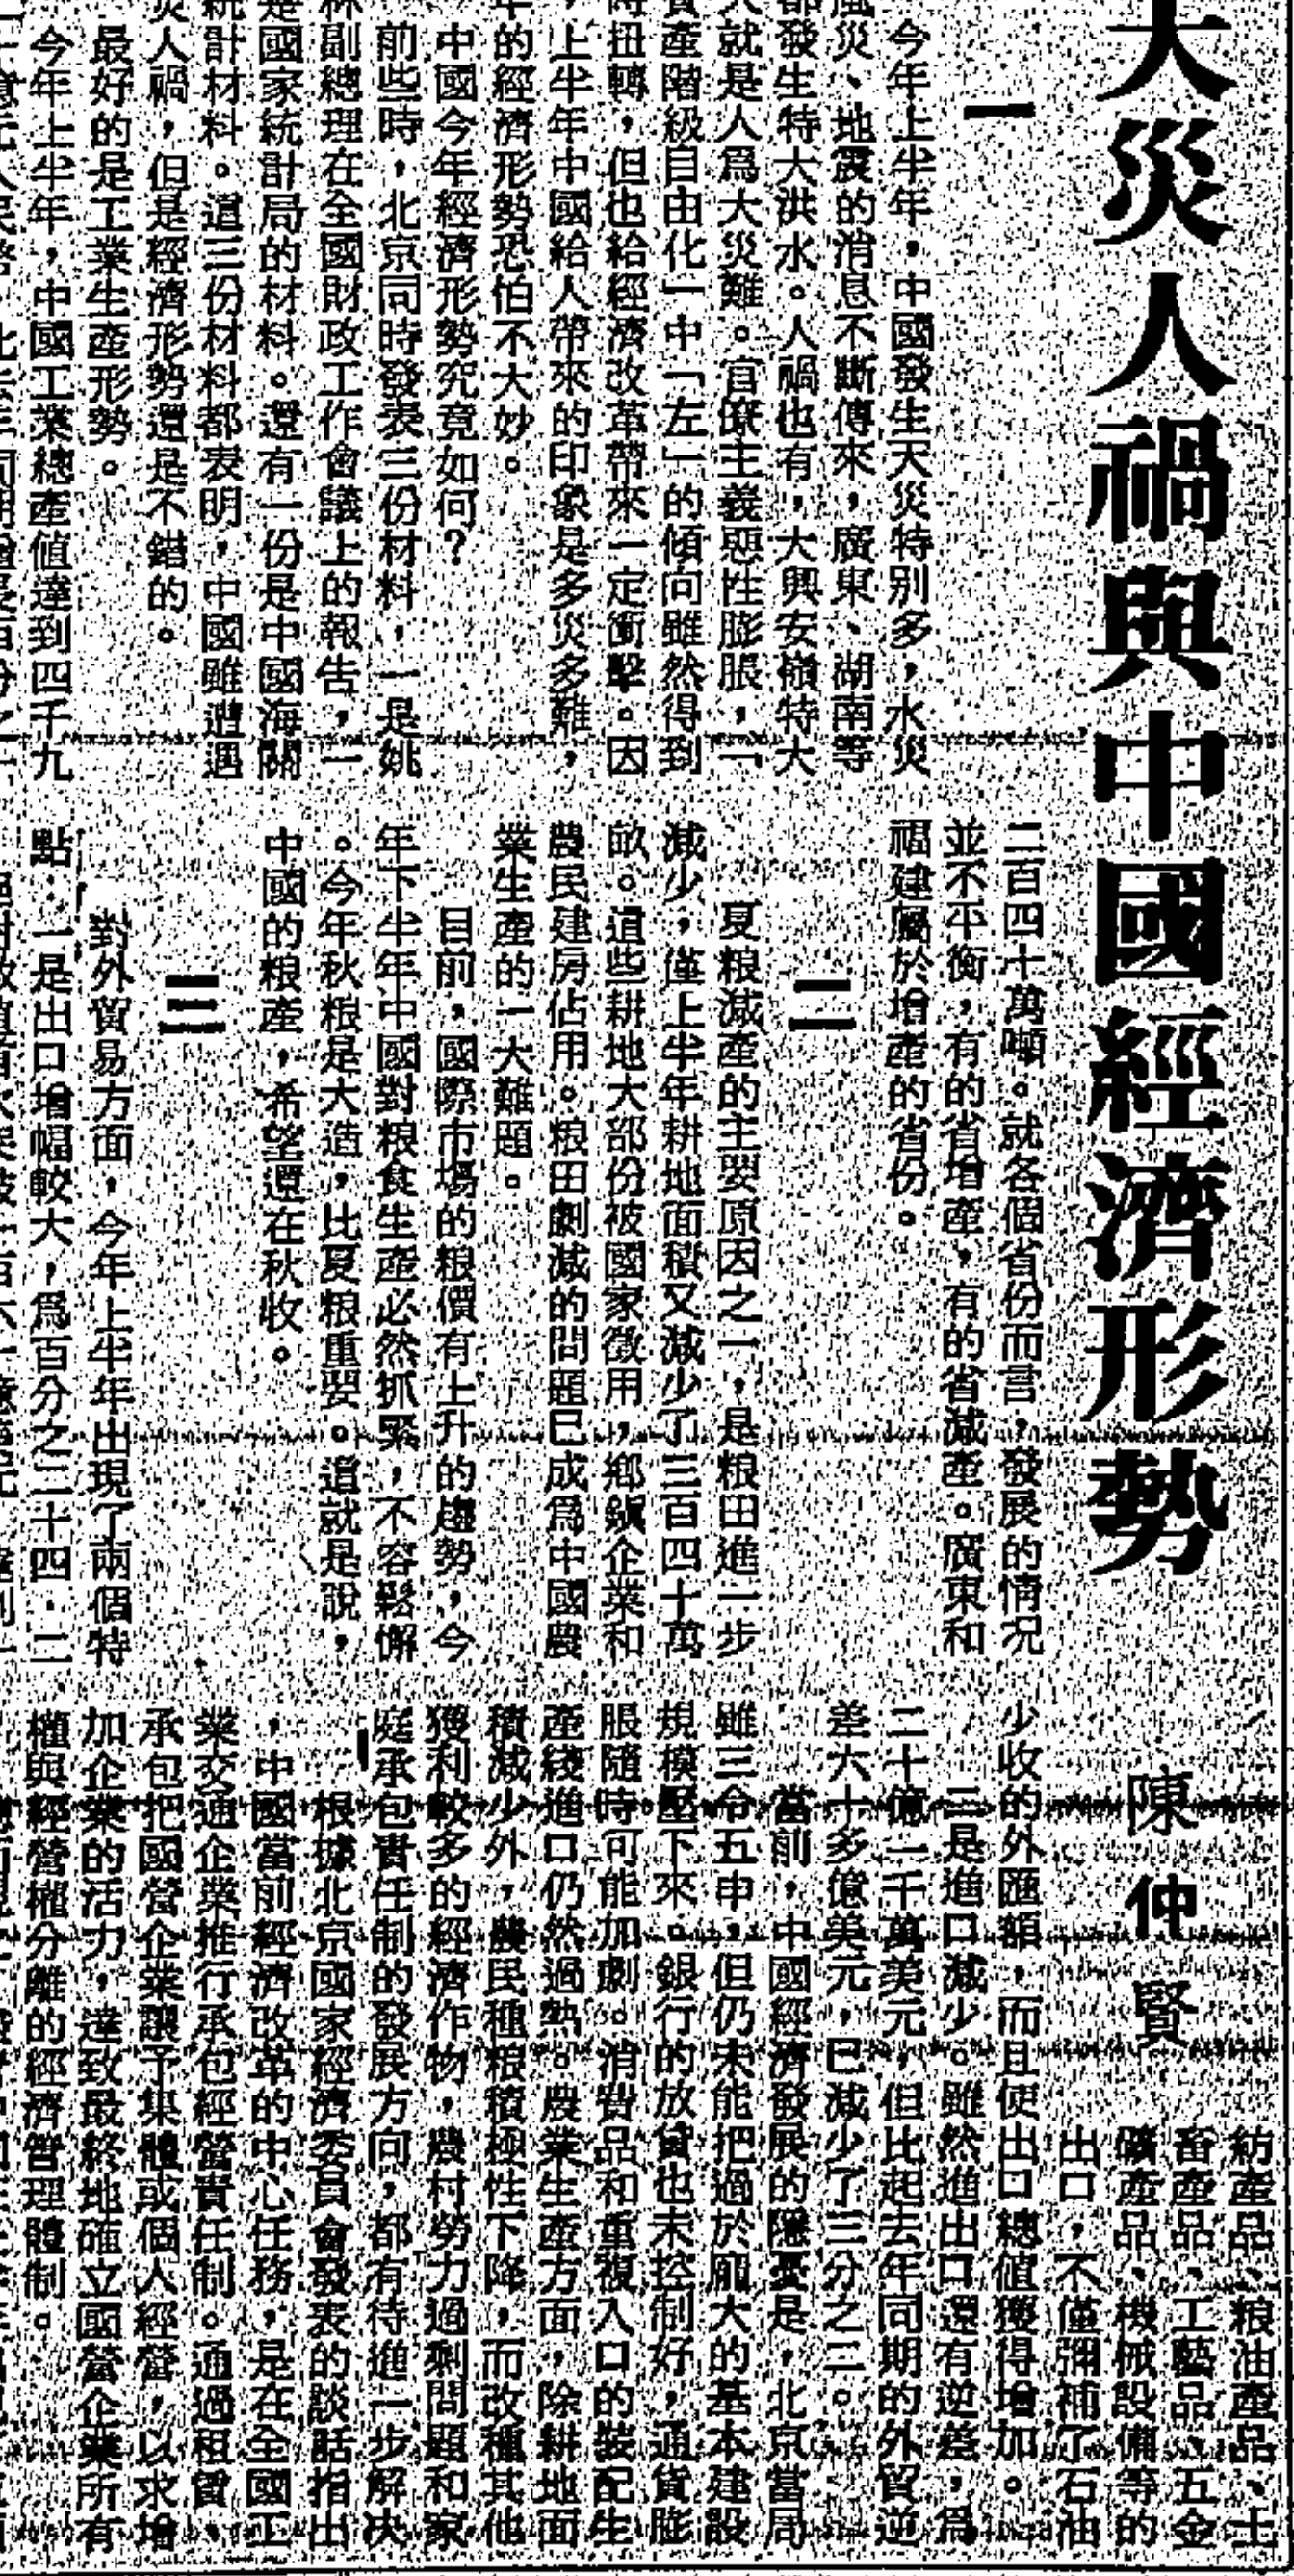 天災人禍與中國經濟形勢
陳仲賢
一
今年上半年，中國發生天災特別多，水災
風災、地震的消息不斷傳來，廣東、湖南等
都發生特大洪水。人禍也有，大興安嶺特大
火就是人為大災難。官僚主義惡性膨脹，「
資產階級自由化」中「左」的傾向雖然得到
時扭轉，但也給經濟改革帶來一定衝擊。因
，上半年中國給人帶來的印象是多災多難，
年的經濟形勢恐怕不大妙。
中國今年經濟形勢究竟如何？
前些時，北京同時發表三份材料，一是姚
林副總理在全國財政工作會議上的報告，一
是國家統計局的材料。還有一份是中國海關
統計材料。這三份材料都表明，中國雖遭遇
災人禍，但是經濟形勢還是不錯的。
最好的是工業生產形勢。
今年上半年，中國工業總產值達到四千九
二百四十萬噸。就各個省份而言，發展的情況
並不平衡，有的省增產，有的省減產。廣東和
福建屬於增產的省份。
二
夏粮減產的主要原因之一，是粮田進一步
減少，僅上半年耕地面積又減少了三百四十萬
畝。這些耕地大部份被國家徵用，鄉鎮企業和
農民建房佔用。粮田劇減的問題已成為中國農
業生產的一大難題。
目前，國際市場的粮價有上升的趨勢，今
年下半年中國對粮食生產必然抓緊，不容鬆懈
。今年秋粮是大造，比夏粮重要。這就是說，
中國的粮產，希望還在秋收。
三
對外貿易方面，今年上半年出現了兩個特
點：一是出口增幅較大，為百分之二十四．二
紡產品、粮油產品、土
畜產品、工藝品、五金
礦產品、機械設備等的
出口，不僅彌補了石油
少收的外匯額，而且使出口總值獲得增加。
二是進口減少。雖然進出口還有逆差，為
二十億二千萬美元，但比起去年同期的外貿逆
差六十多億美元，已減少了三分之二。
當前，中國經濟發展的隱憂是，北京當局
雖三令五申，但仍未能把過於龐大的基本建設
規模壓下來。銀行的放貸也未控制好，通貨膨
脹隨時可能加劇。消費品和重複入口的裝配生
產綫進口仍然過熱。農業生產方面，除耕地面
積減少外，農民種粮積極性下降，而改種其他
獲利較多的經濟作物，農村勞力過剩問題和家
庭承包責任制的發展方向，都有待進一步解決
根據北京國家經濟委員會發表的談話指出
，中國當前經濟改革的中心任務，是在全國工
業交通企業推行承包經營責任制。通過租賃、
承包把國營企業讓予集體或個人經營，以求增
加企業的活力，達致最終地確立國營企業所有
權與經營權分離的經濟管理體制。